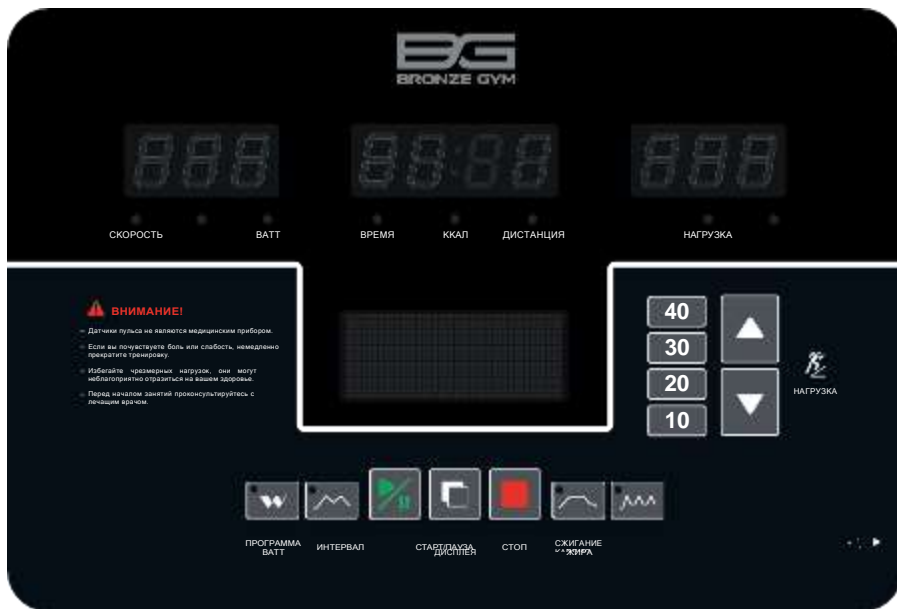 BG
BRONZE GYM
СКОРОСТЬ
ВАТТ
ВРЕМЯ
ККАЛ
ДИСТАНЦИЯ
НАГРУЗКА
ВНИМАНИЕ!
Датчики пульса не являются медицинским прибором.
Если вы почувствуете боль или слабость, немедленно
прекратите тренировку.
Избегайте чрезмерных нагрузок, они могут
неблагоприятно отразиться на вашем здоровье.
Перед началом занятий проконсультируйтесь с
лечащим врачом.
40
30
20
10
НАГРУЗКА
ПРОГРАММА
ВАТТ
ИНТЕРВАЛ
СТАРТ/ПАУЗА
ДИСПЛЕЯ
СТОП
СЖИГАНИЕ
ЖИРА